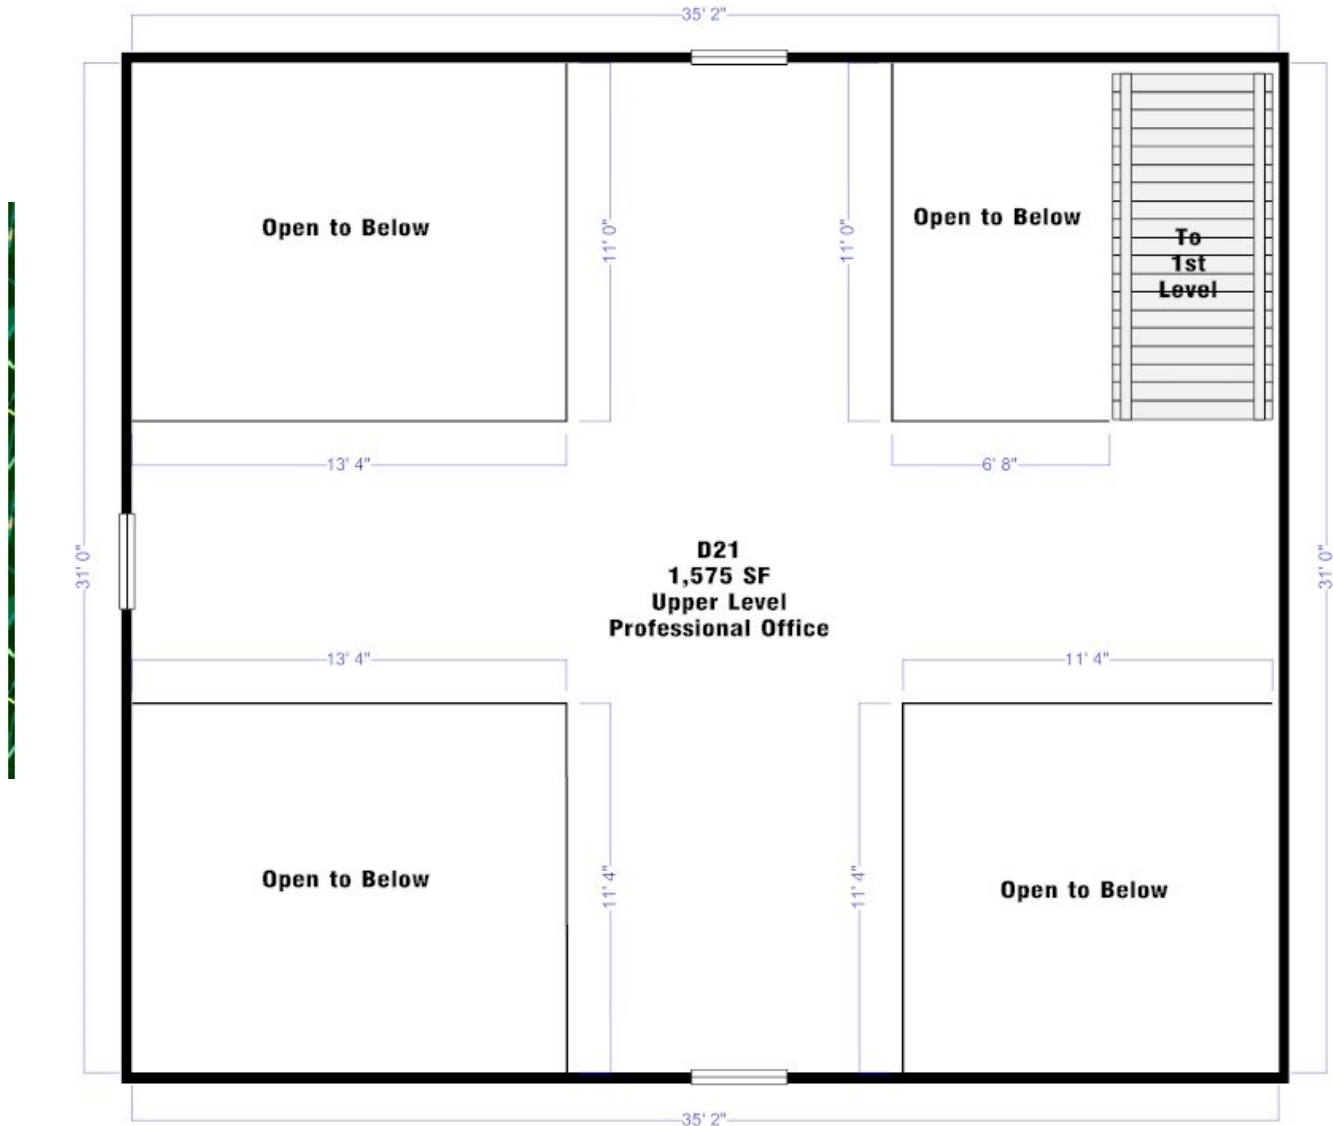 35' 2"
Open to Below
11' 0"
11' 0"
Open to Below
To
1st
Level
13' 4"
6' 8"
31' 0"
31' 0"
D21
1,575 SF
Upper Level
Professional Office
13' 4"
11' 4"
Open to Below
11' 4"
11' 4"
Open to Below
35' 2"